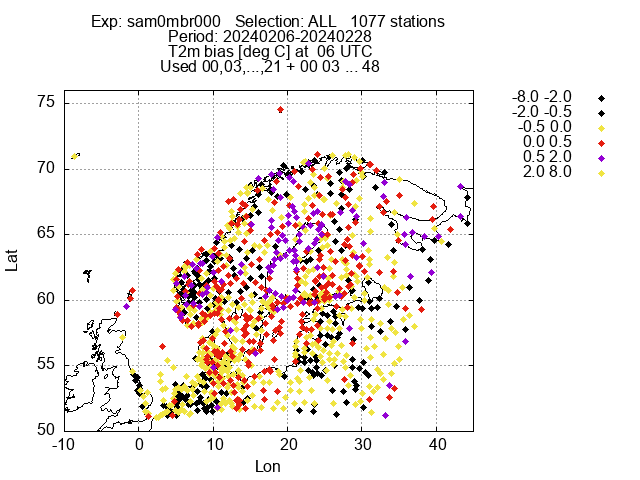 Exp: sam0mbr000 Selection: ALL 1077 stations
Period: 20240206-20240228
T2m bias [deg C] at 06 UTC
Used 00,03,...,21 + 00 03 ... 48
-8.0 -2.0
-2.0 -0.5
-0.5 0.0
0.0 0.5
0.5 2.0
2.0 8.0
75
70
65
60
55
50
Lat
-10 0 10 20 30 40
Lon